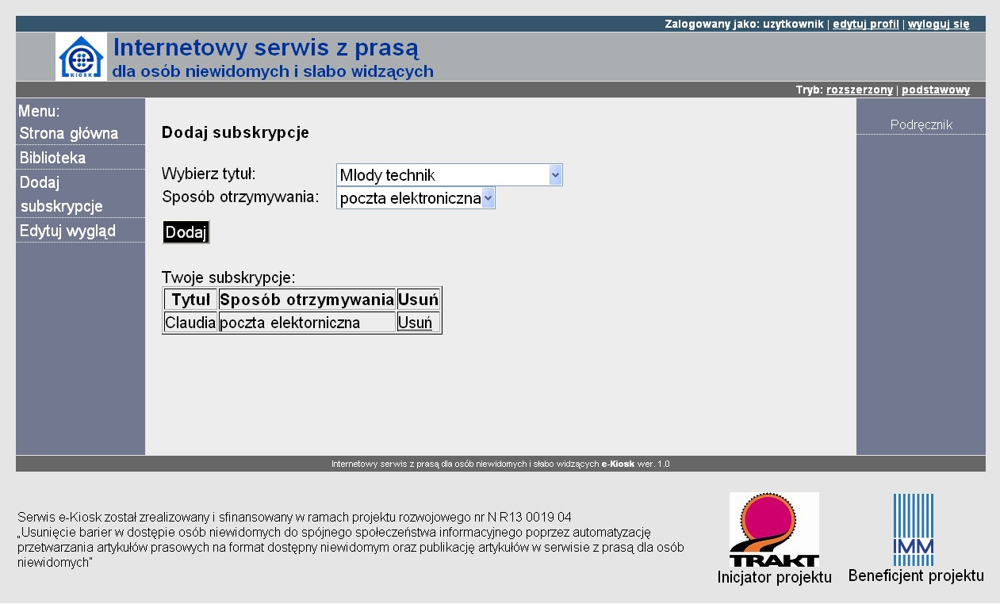 Zalogowany jako: uzytkownik | edytuj profil | wyloguj się
KIOSK
Internetowy serwis z prasą
dla osób niewidomych i slabo widzących
Tryb: rozszerzony | podstawowy
Menu:
Strona główna
Biblioteka
Dodaj
subskrypcje
Edytuj wygląd
Dodaj subskrypcje
Wybierz tytuł: Młody technik
Sposób otrzymywania: poczta elektroniczna
Dodaj
Twoje subskrypcje:
Tytuł Sposób otrzymywania Usuń
Claudia poczta elektorniczna Usuń
Podręcznik
Internetowy serwis z prasą dla osób niewidomych i słabo widzących e-Kiosk wer. 1.0
Serwis e-Kiosk został zrealizowany i sfinansowany w ramach projektu rozwojowego nr N R13 0019 04
„Usunięcie barier w dostępie osób niewidomych do spójnego społeczeństwa informacyjnego poprzez automatyzację
przetwarzania artykułów prasowych na format dostępny niewidomym oraz publikację artykułów w serwisie z prasą dla osób
niewidomych”
TRAKT
Inicjator projektu
IMM
Beneficjent projektu